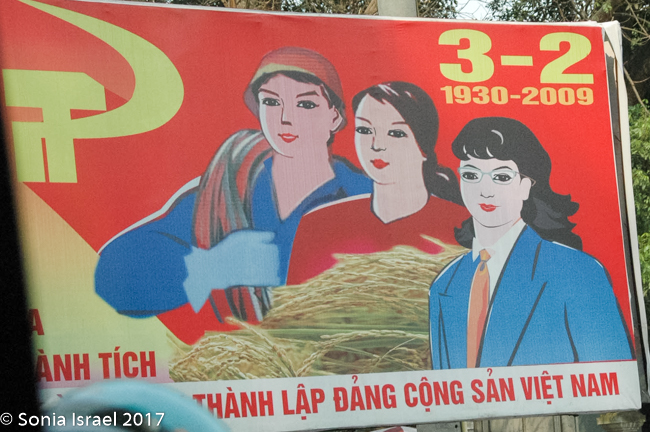 3-2
1930-2009
A
ÀNH TÍCH
THÀNH LẬP ĐẢNG CỘNG SẢN VIỆT NAM
© Sonia Israel 2017